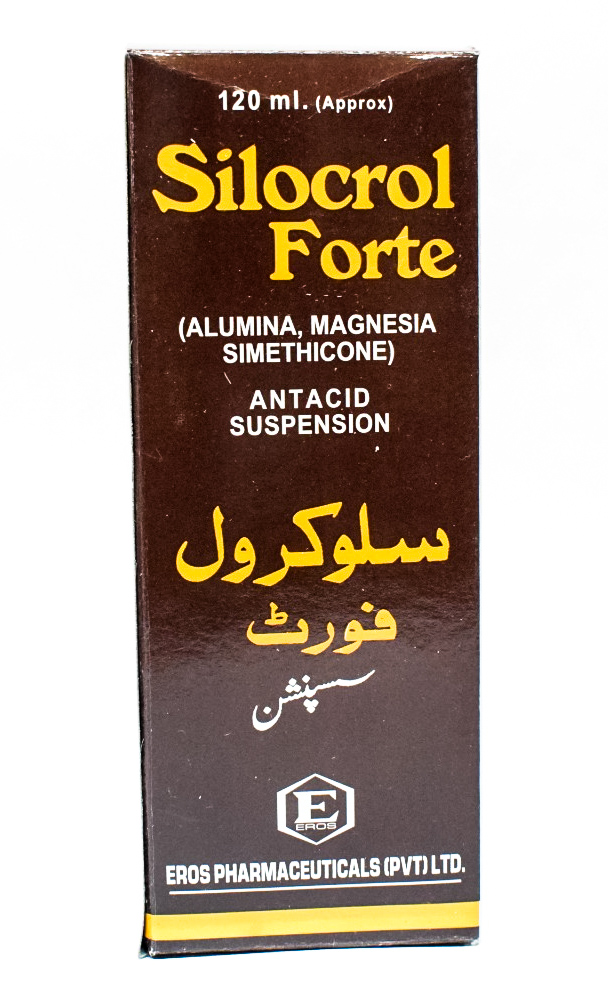 120 ml. (Approx)
Silocrol
Forte
(ALUMINA, MAGNESIA
SIMETHICONE)
ANTACID
SUSPENSION
سلوکرول
فورٹ
سسپنشن
E
EROS
EROS PHARMACEUTICALS (PVT) LTD.